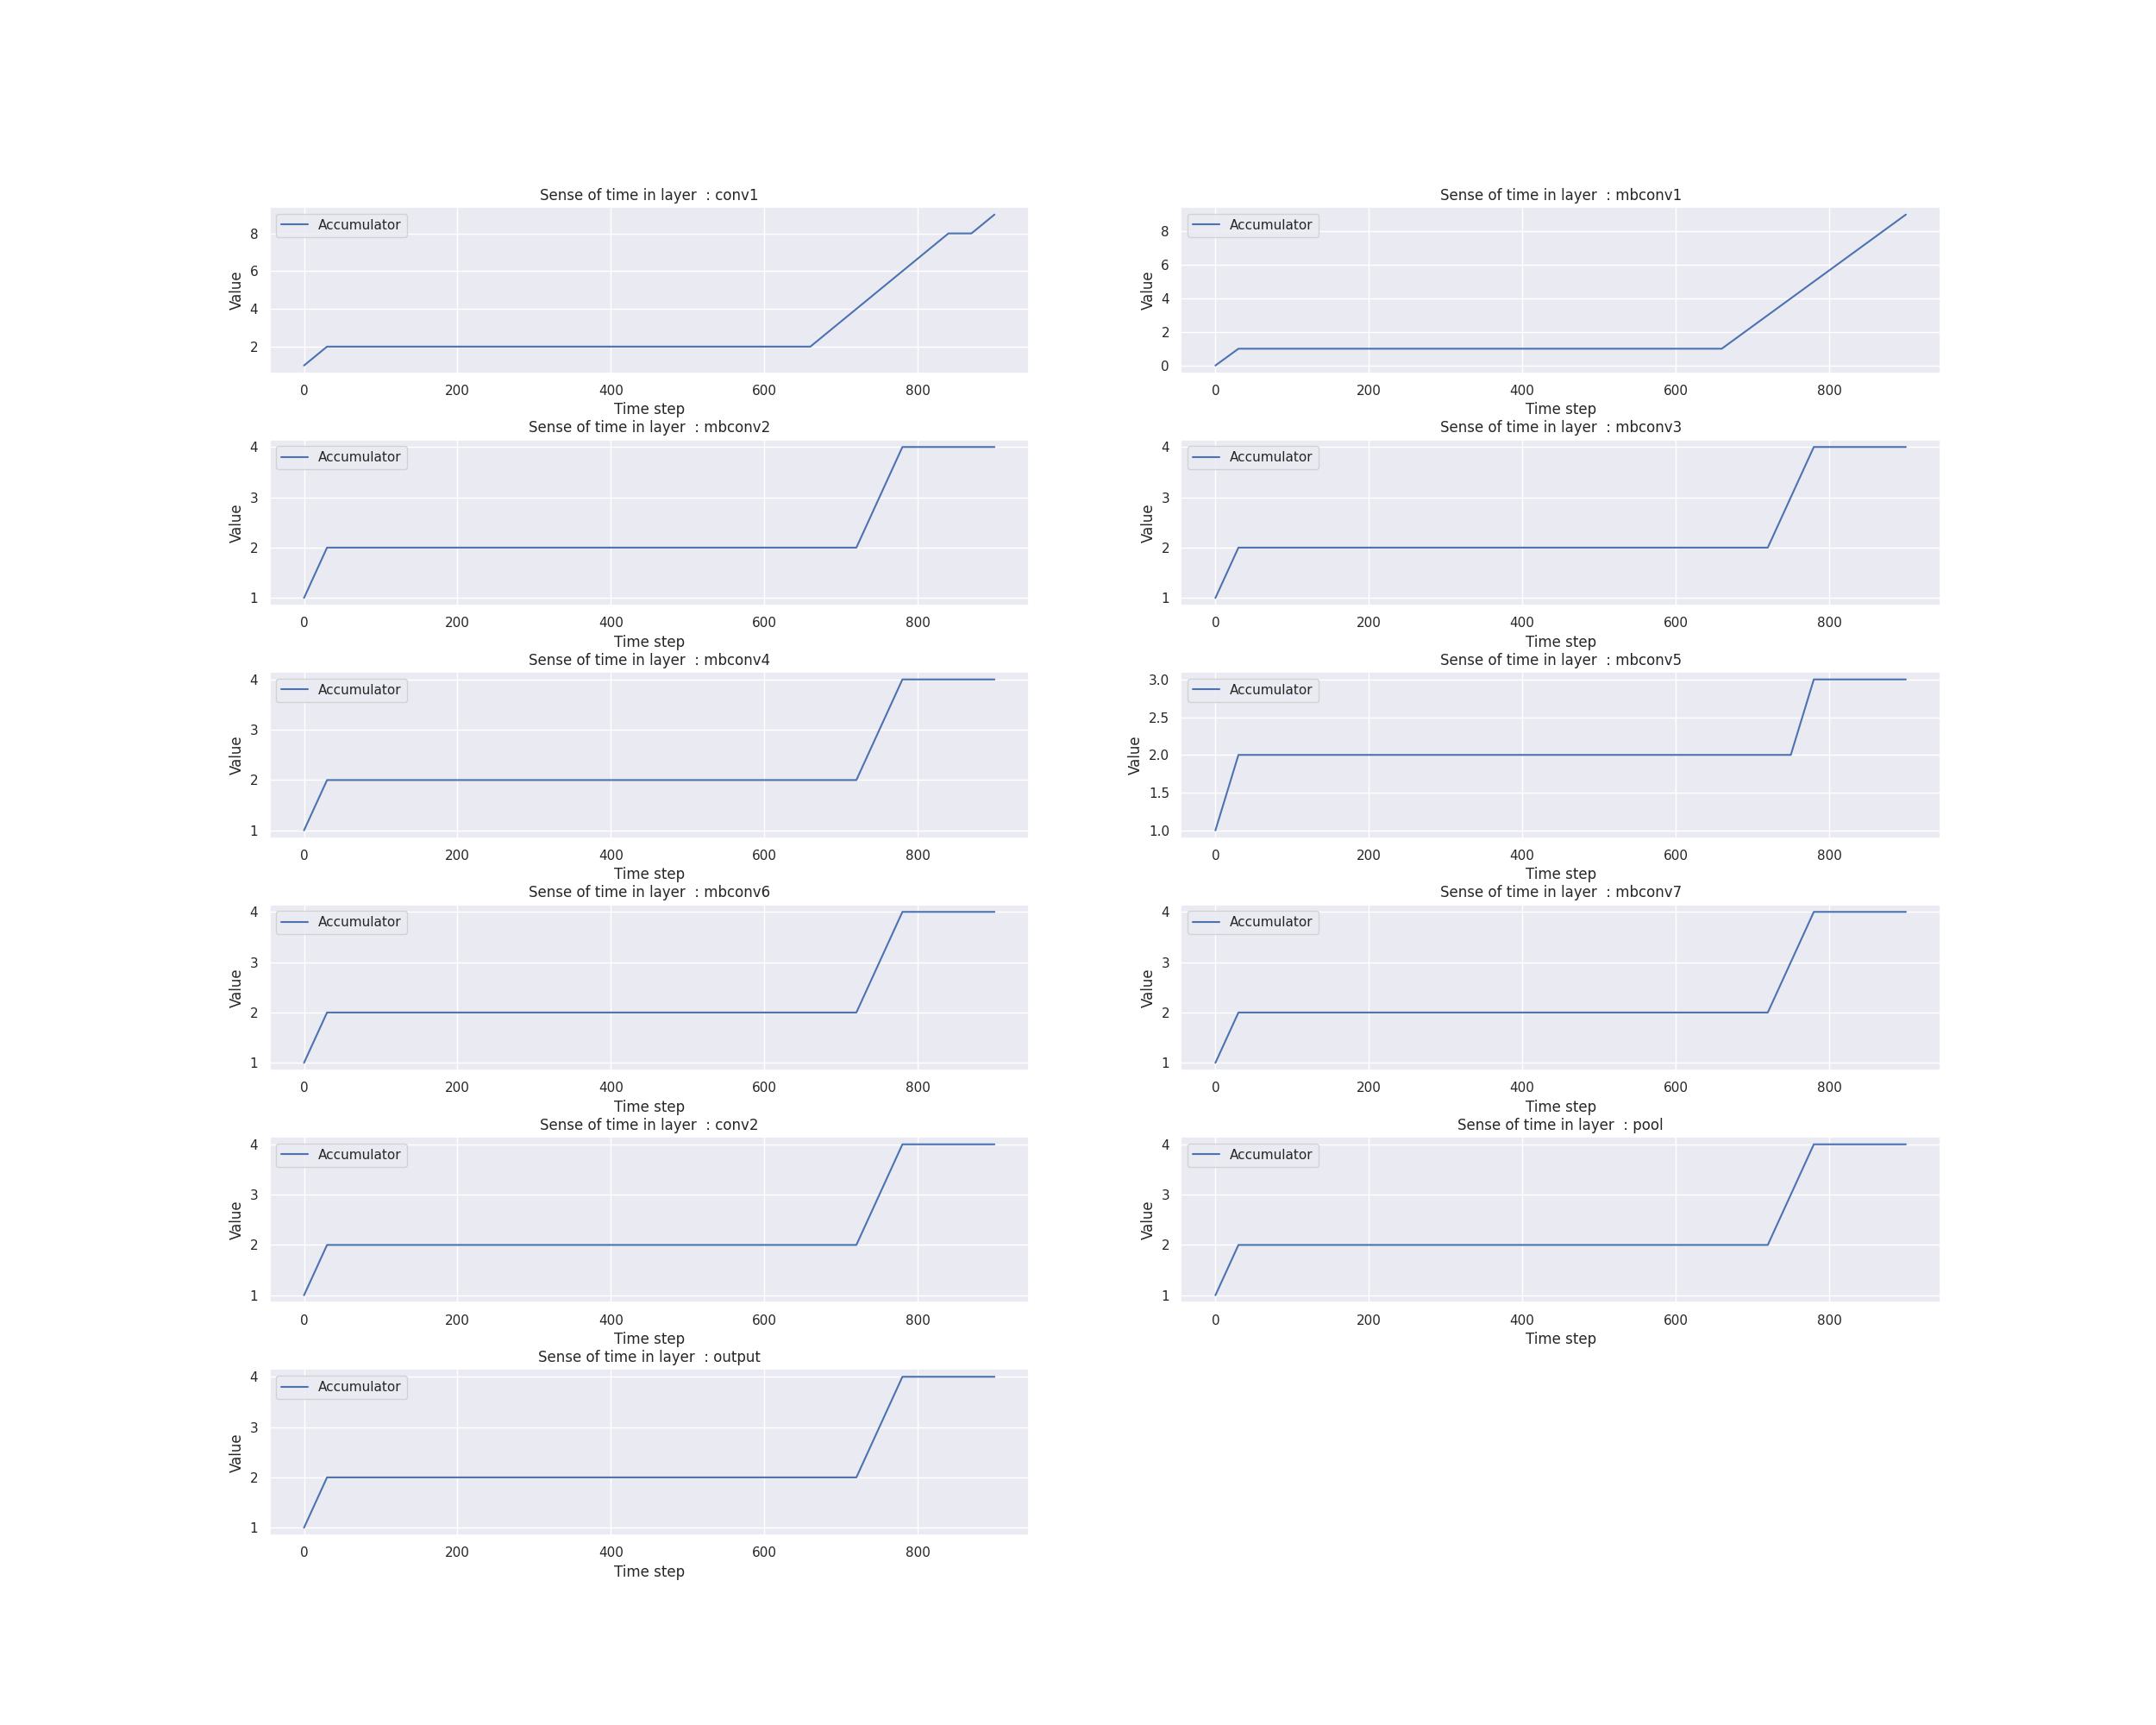 Sense of time in layer  : conv1
Accumulator
Value
8
6
4
2
0 200 400 600 800
Time step
Sense of time in layer  : mbconv1
Accumulator
Value
8
6
4
2
0
0 200 400 600 800
Time step
Sense of time in layer  : mbconv2
Accumulator
Value
4
3
2
1
0 200 400 600 800
Time step
Sense of time in layer  : mbconv3
Accumulator
Value
4
3
2
1
0 200 400 600 800
Time step
Sense of time in layer  : mbconv4
Accumulator
Value
4
3
2
1
0 200 400 600 800
Time step
Sense of time in layer  : mbconv5
Accumulator
Value
3.0
2.5
2.0
1.5
1.0
0 200 400 600 800
Time step
Sense of time in layer  : mbconv6
Accumulator
Value
4
3
2
1
0 200 400 600 800
Time step
Sense of time in layer  : mbconv7
Accumulator
Value
4
3
2
1
0 200 400 600 800
Time step
Sense of time in layer  : conv2
Accumulator
Value
4
3
2
1
0 200 400 600 800
Time step
Sense of time in layer  : pool
Accumulator
Value
4
3
2
1
0 200 400 600 800
Time step
Sense of time in layer  : output
Accumulator
Value
4
3
2
1
0 200 400 600 800
Time step